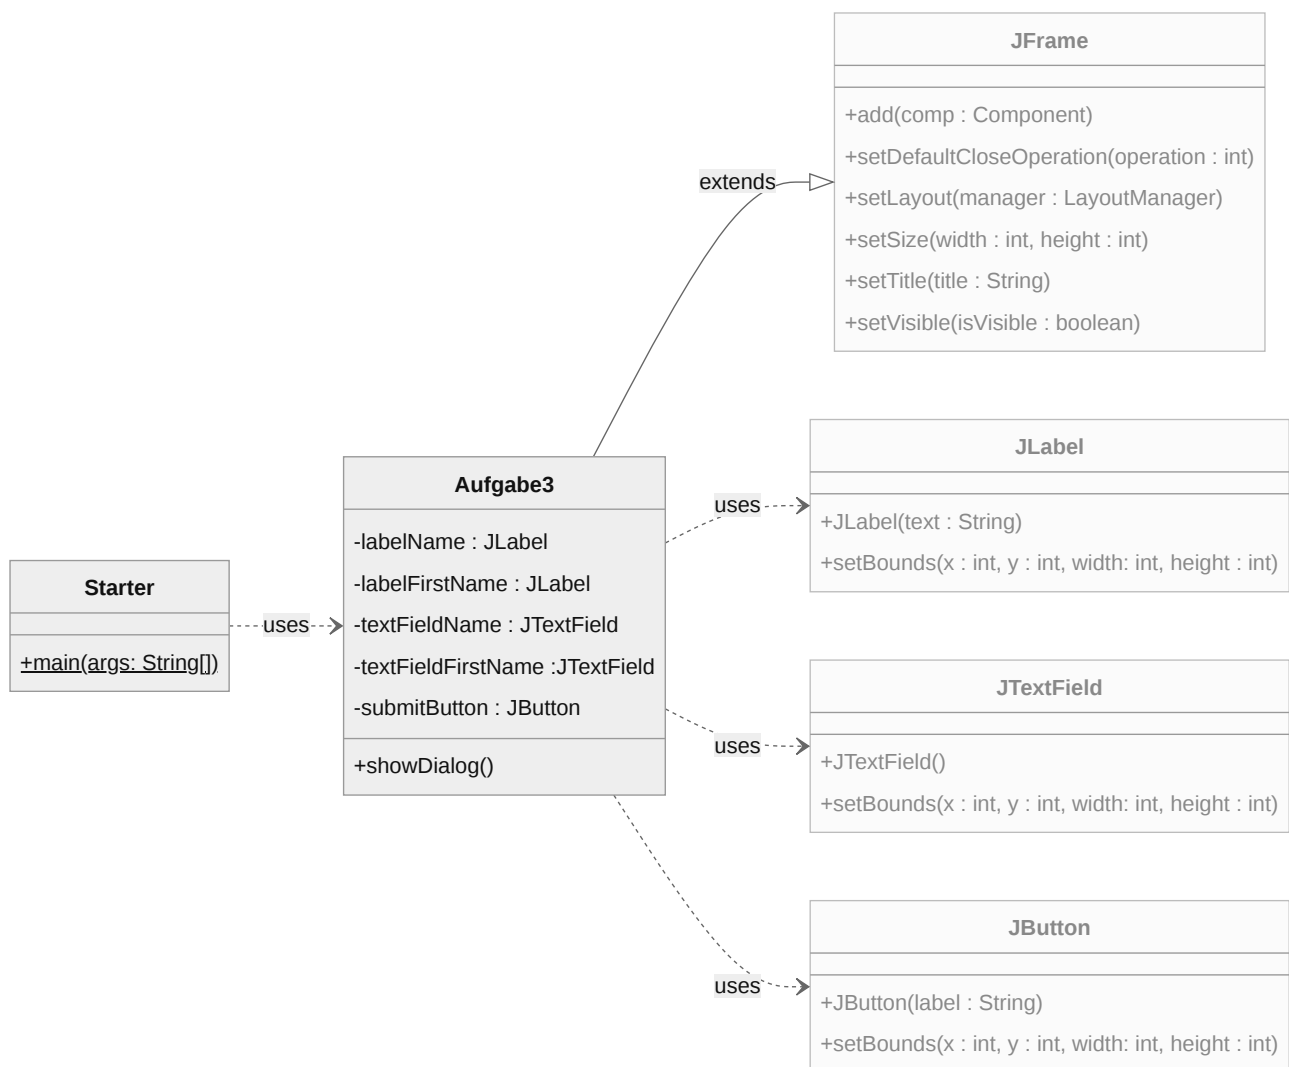 JFrame
+add(comp : Component)
+setDefaultCloseOperation(operation : int)
+setLayout(manager : LayoutManager)
+setSize(width : int, height : int)
+setTitle(title : String)
+setVisible(isVisible : boolean)
extends
JLabel
+JLabel(text : String)
+setBounds(x : int, y : int, width: int, height : int)
uses
Aufgabe3
-labelName : JLabel
-labelFirstName : JLabel
-textFieldName : JTextField
-textFieldFirstName :JTextField
-submitButton : JButton
+showDialog()
Starter
+main(args: String[])
uses
JTextField
+JTextField()
+setBounds(x : int, y : int, width: int, height : int)
uses
JButton
+JButton(label : String)
+setBounds(x : int, y : int, width: int, height : int)
uses